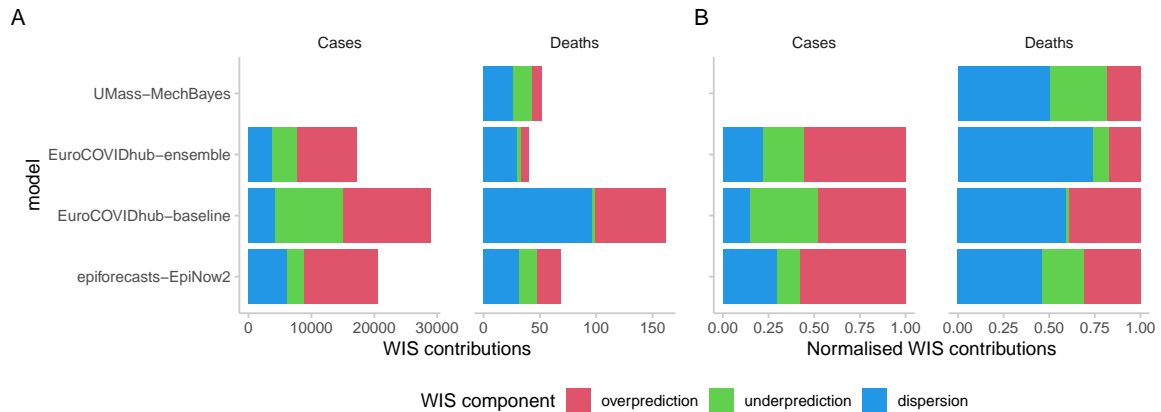 A
B
Cases
Deaths
Cases
Deaths
model
UMass−MechBayes
EuroCOVIDhub−ensemble
EuroCOVIDhub−baseline
epiforecasts−EpiNow2
0 10000 20000 30000
0 50 100 150
0.00 0.25 0.50 0.75 1.00
0.00 0.25 0.50 0.75 1.00
WIS contributions
Normalised WIS contributions
WIS component overprediction underprediction dispersion